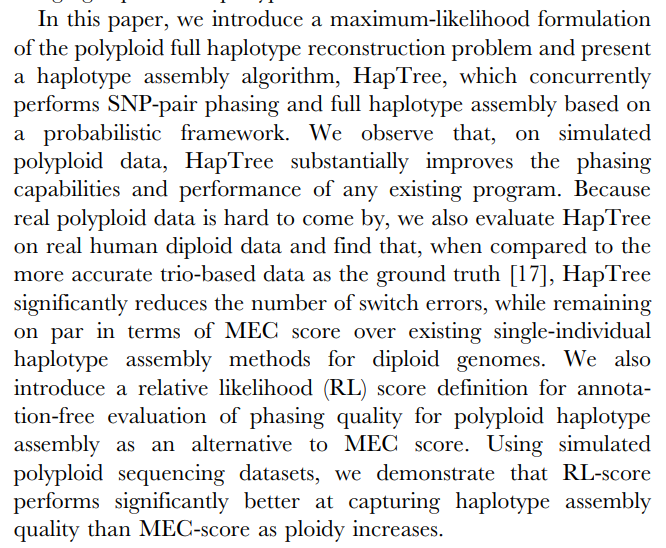 In this paper, we introduce a maximum-likelihood formulation
of the polyploid full haplotype reconstruction problem and present
a haplotype assembly algorithm, HapTree, which concurrently
performs SNP-pair phasing and full haplotype assembly based on
a probabilistic framework. We observe that, on simulated
polyploid data, HapTree substantially improves the phasing
capabilities and performance of any existing program. Because
real polyploid data is hard to come by, we also evaluate HapTree
on real human diploid data and find that, when compared to the
more accurate trio-based data as the ground truth [17], HapTree
significantly reduces the number of switch errors, while remaining
on par in terms of MEC score over existing single-individual
haplotype assembly methods for diploid genomes. We also
introduce a relative likelihood (RL) score definition for annota-
tion-free evaluation of phasing quality for polyploid haplotype
assembly as an alternative to MEC score. Using simulated
polyploid sequencing datasets, we demonstrate that RL-score
performs significantly better at capturing haplotype assembly
quality than MEC-score as ploidy increases.